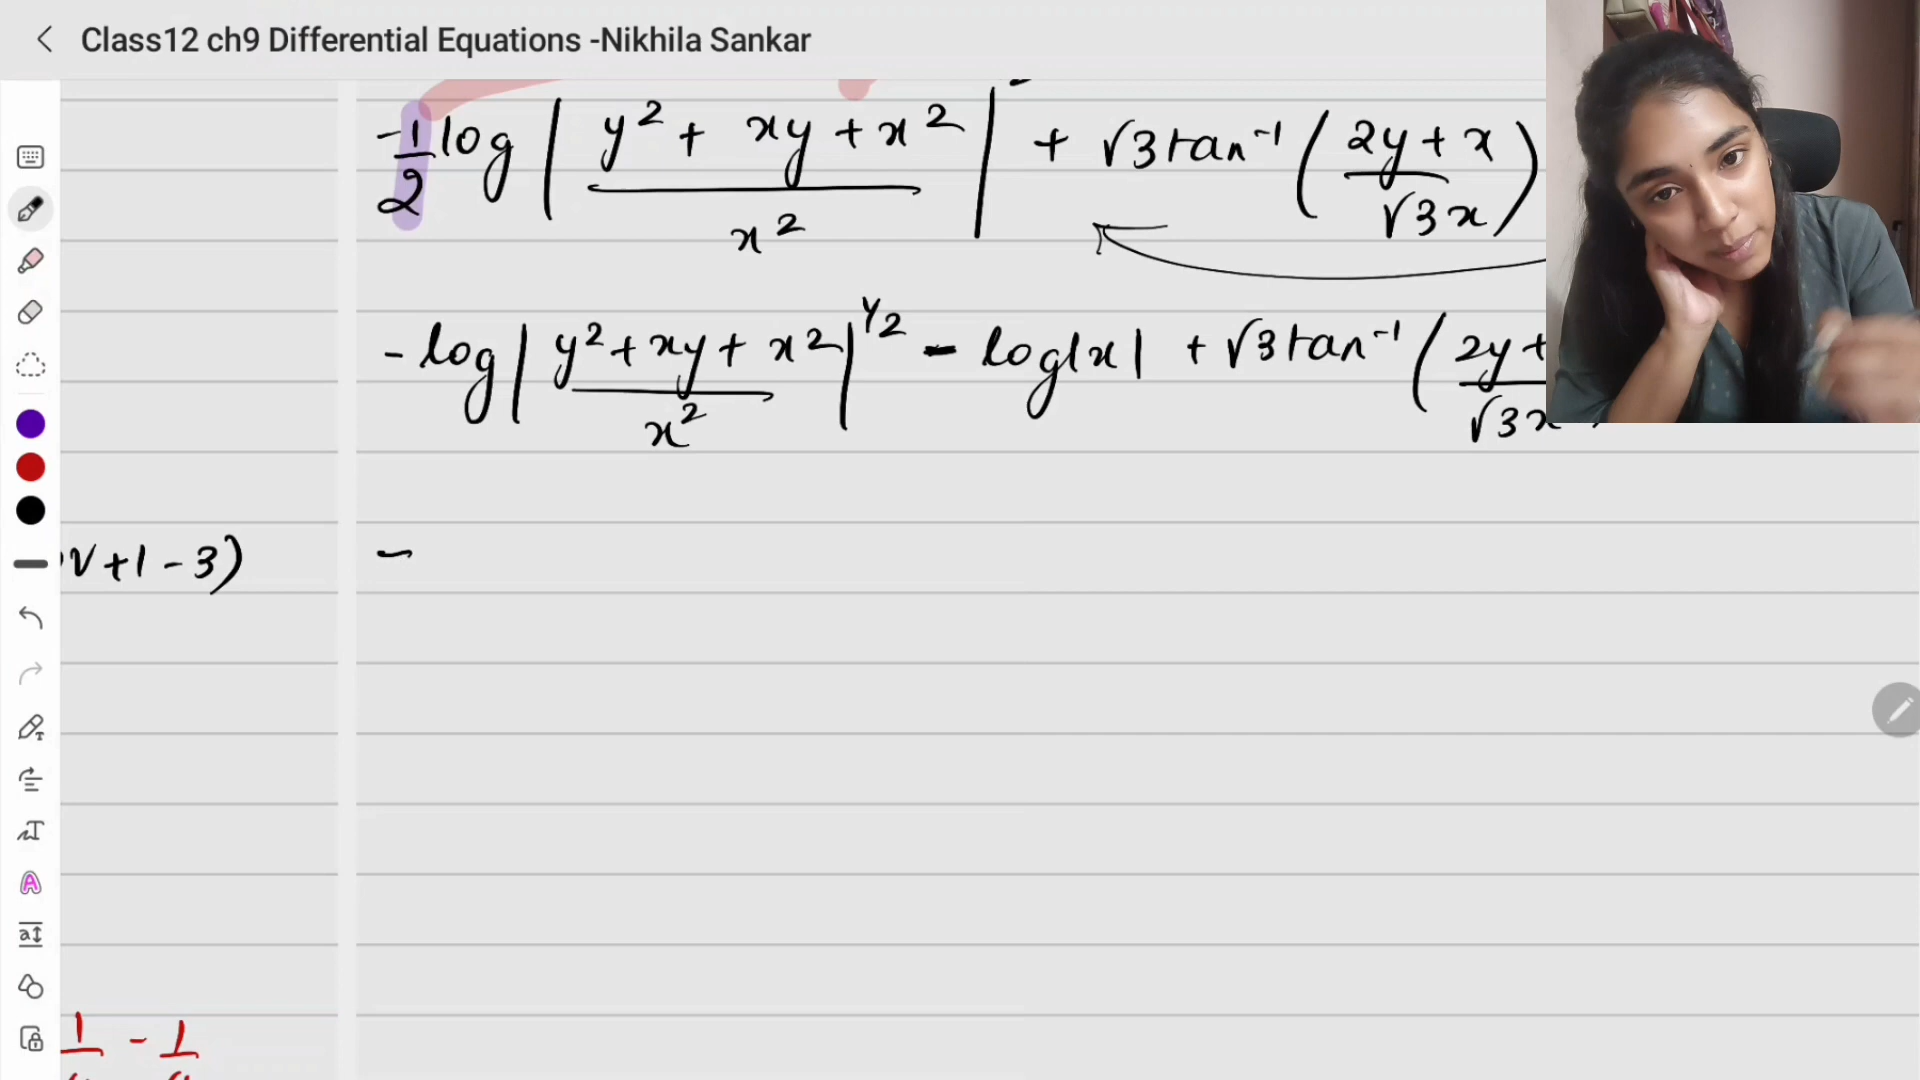 Class12 ch9 Differential Equations -Nikhila Sankar
-1/2 log | (y² + xy + x²)/x² | + √3 tan⁻¹ ( (2y + x)/(√3 x) )
- log | (y² + xy + x²)/x² |^1/2 - log|x| + √3 tan⁻¹ ( (2y +)/(√3x)
V + 1 - 3) -
1 - 1